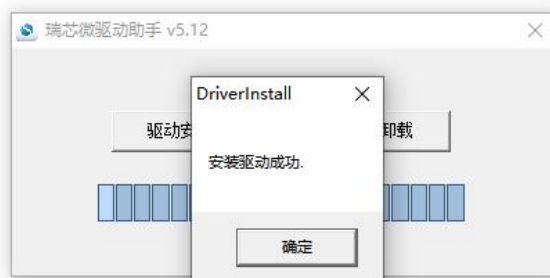 瑞芯微驱动助手 v5.12
DriverInstall
驱动安
卸载
安装驱动成功.
确定